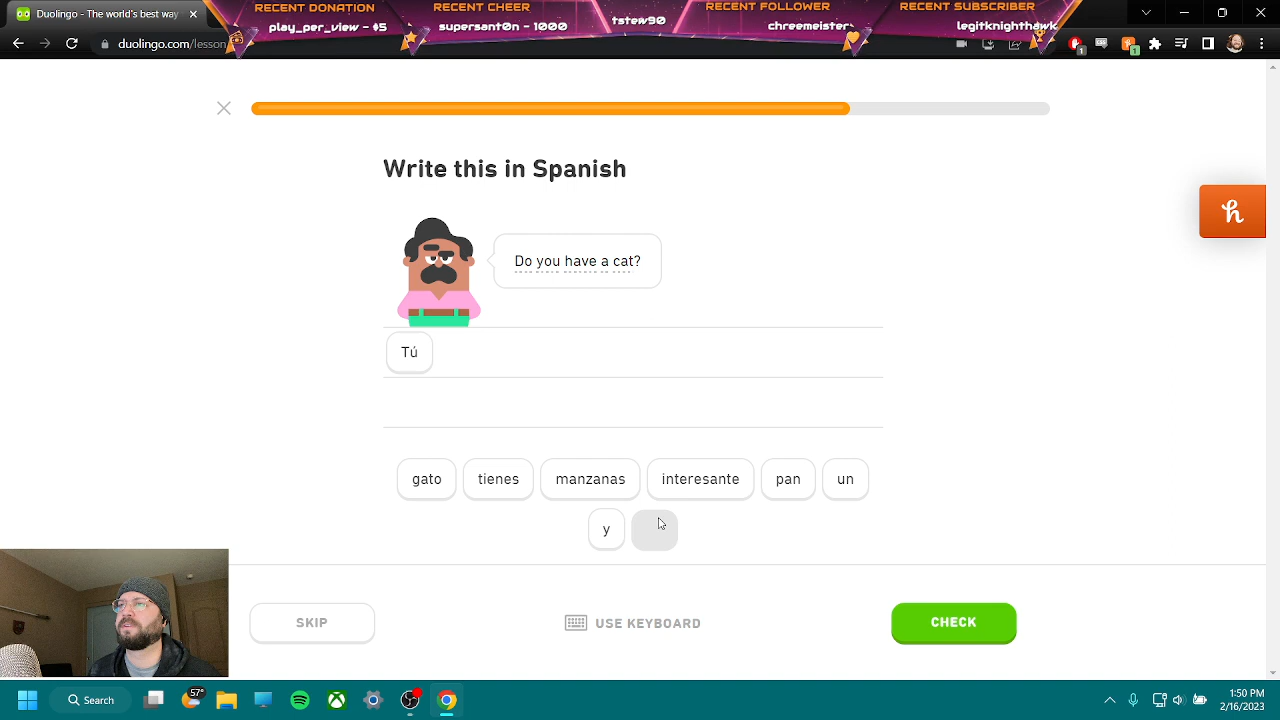 Duolingo - The world's best way
RECENT DONATION
play_per_view - $5
RECENT CHEER
supersant0n - 1000
tstew90
RECENT FOLLOWER
chreemeister
RECENT SUBSCRIBER
legitknighthawk
duolingo.com/lesson
1
1
Write this in Spanish
Do you have a cat?
Tú
gato tienes manzanas interesante pan un
y
SKIP
USE KEYBOARD
CHECK
Search
57
1:50 PM
2/16/2023